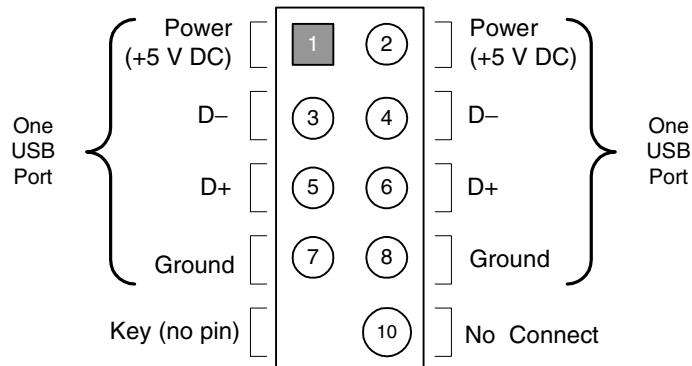 Power
(+5 V DC)
1
2
Power
(+5 V DC)
One
USB
Port
D−
3
4
D−
One
USB
Port
D+
5
6
D+
Ground
7
8
Ground
Key (no pin)
10
No Connect